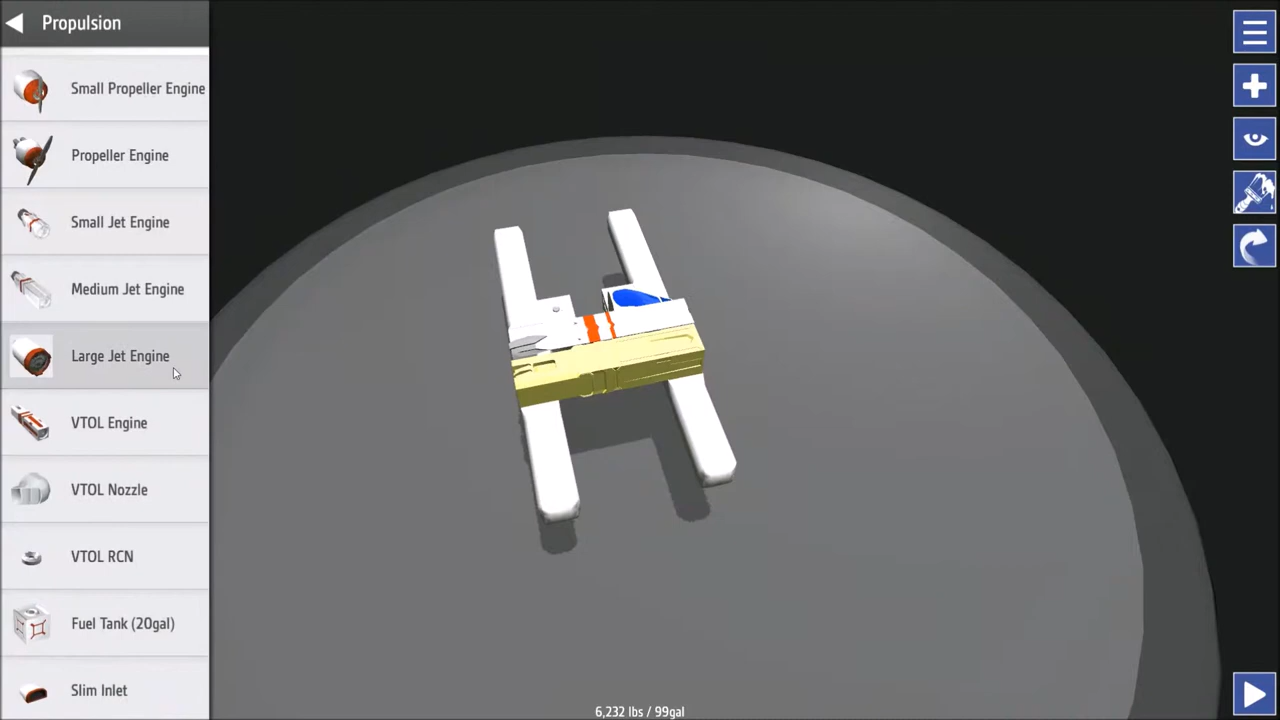 Propulsion
Small Propeller Engine
Propeller Engine
Small Jet Engine
Medium Jet Engine
Large Jet Engine
VTOL Engine
VTOL Nozzle
VTOL RCN
Fuel Tank (20gal)
Slim Inlet
6,232 lbs / 99gal